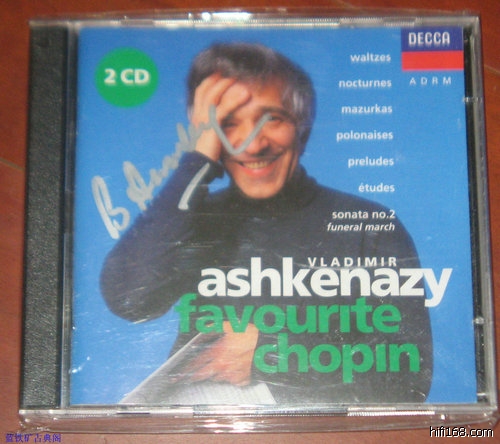 DECCA
ADRM
2 CD
waltzes
nocturnes
mazurkas
polonaises
preludes
études
sonata no.2
funeral march
VLADIMIR
ashkenazy
favourite
chopin
hifi168.com